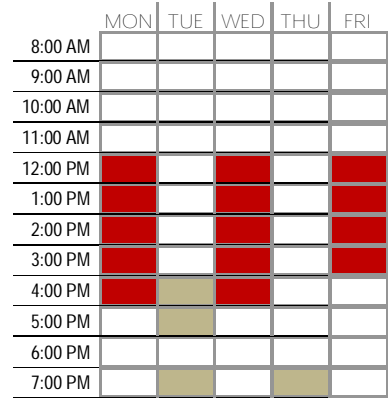 MON TUE WED THU FRI
8:00 AM
9:00 AM
10:00 AM
11:00 AM
12:00 PM
1:00 PM
2:00 PM
3:00 PM
4:00 PM
5:00 PM
6:00 PM
7:00 PM